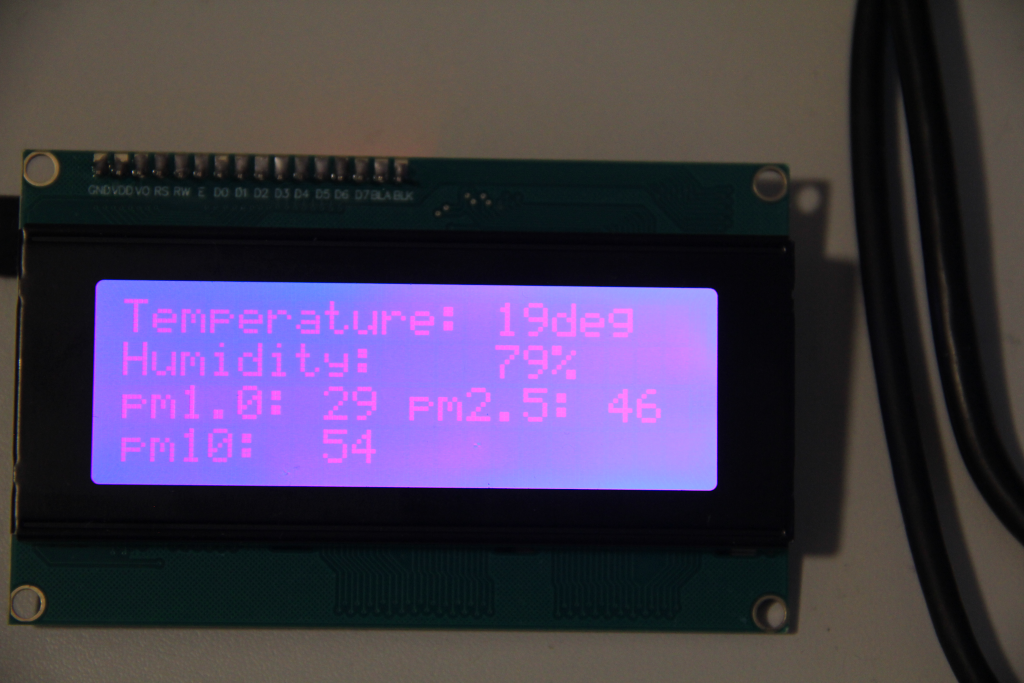 GND VDD VO RS RW E D0 D1 D2 D3 D4 D5 D6 D7 BLA BLK
Temperature: 19deg
Humidity: 79%
pm1.0: 29 pm2.5: 46
pm10: 54